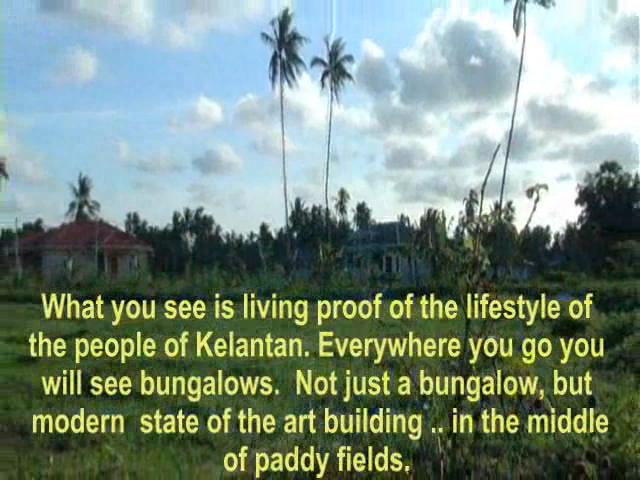 What you see is living proof of the lifestyle of
the people of Kelantan. Everywhere you go you
will see bungalows.  Not just a bungalow, but
modern  state of the art building .. in the middle
of paddy fields.